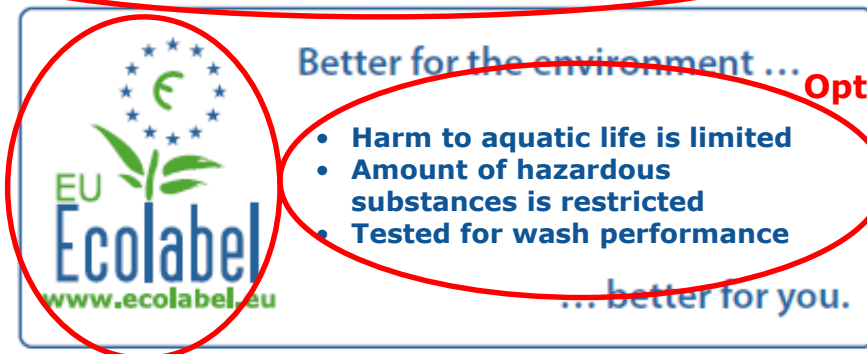 Better for the environment ...
Opt
• Harm to aquatic life is limited
• Amount of hazardous
substances is restricted
• Tested for wash performance
EU
Ecolabel
www.ecolabel.eu
... better for you.